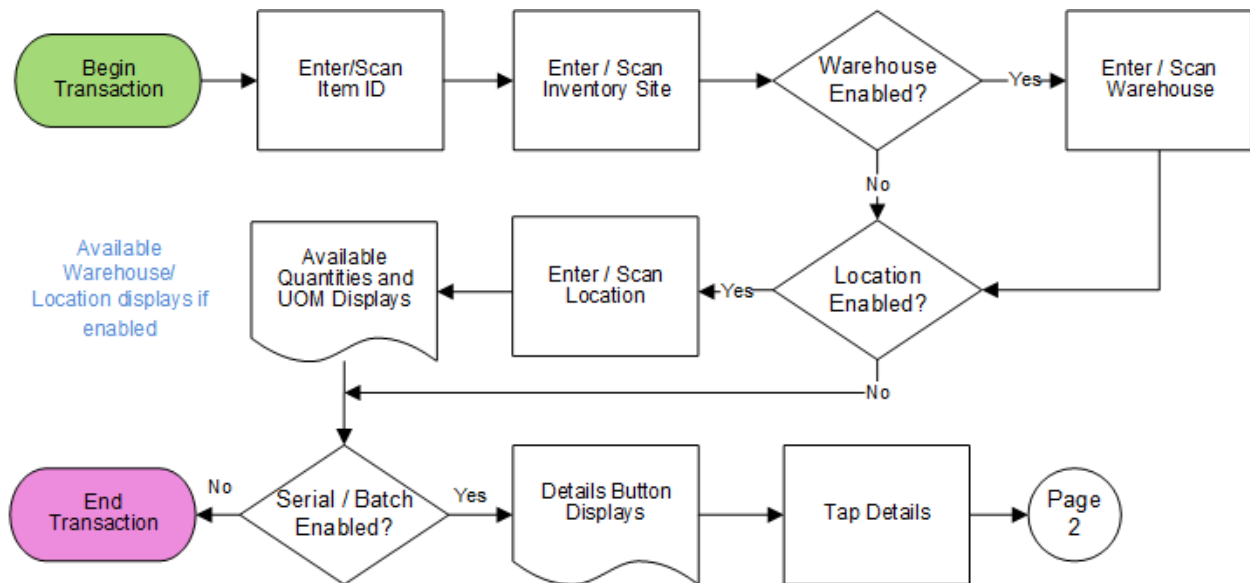 Begin
Transaction
Enter/Scan
Item ID
Enter / Scan
Inventory Site
Warehouse
Enabled?
Yes
Enter / Scan
Warehouse
No
Available
Warehouse/
Location displays if
enabled
Available
Quantities and
UOM Displays
Enter / Scan
Location
Yes
Location
Enabled?
No
End
Transaction
No
Serial / Batch
Enabled?
Yes
Details Button
Displays
Tap Details
Page
2